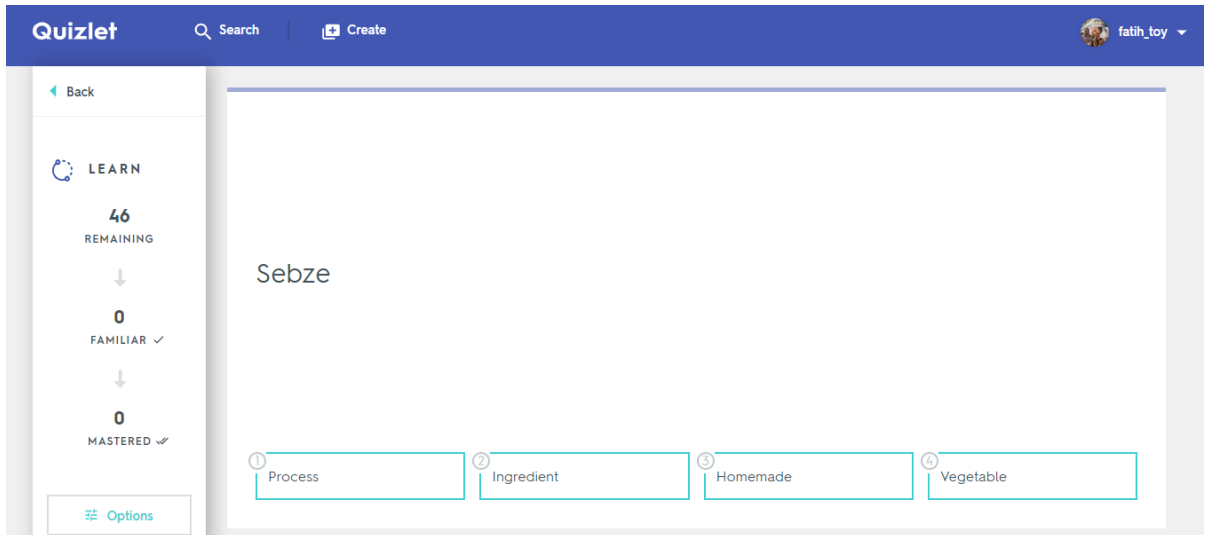 Quizlet Search Create fatih_toy
Back
LEARN
46
REMAINING
0
FAMILIAR
0
MASTERED
Options
Sebze
1 Process
2 Ingredient
3 Homemade
4 Vegetable